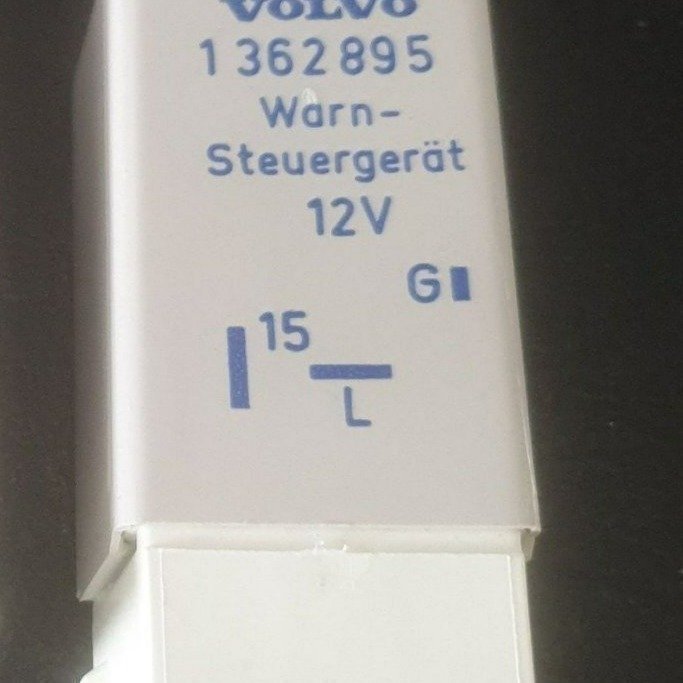 VOLVO
1 362 895
Warn-
Steuergerät
12V
G
15
L